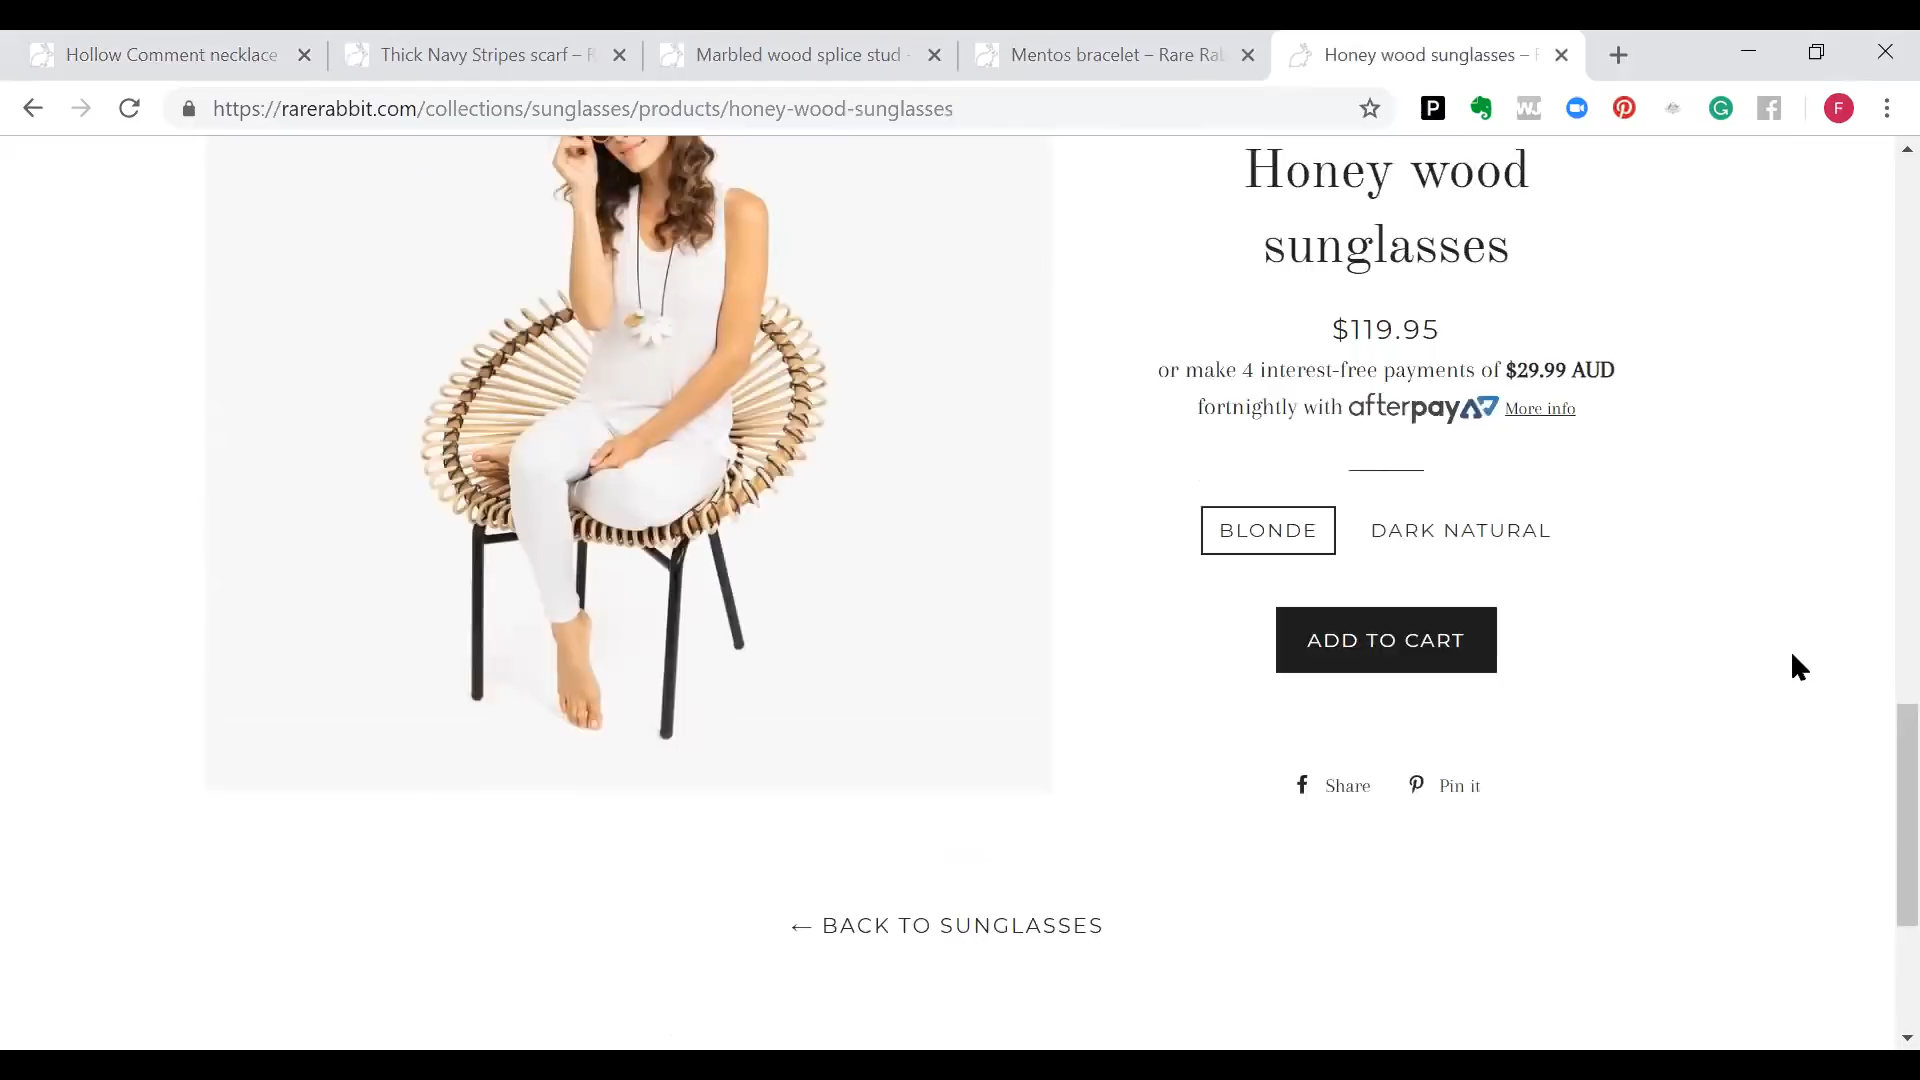 Hollow Comment necklace
Thick Navy Stripes scarf – R
Marbled wood splice stud -
Mentos bracelet – Rare Ral
Honey wood sunglasses – F
https://rarerabbit.com/collections/sunglasses/products/honey-wood-sunglasses
P
WJ
G
F
Honey wood
sunglasses
$119.95
or make 4 interest-free payments of $29.99 AUD
fortnightly with afterpay More info
BLONDE DARK NATURAL
ADD TO CART
Share Pin it
← BACK TO SUNGLASSES